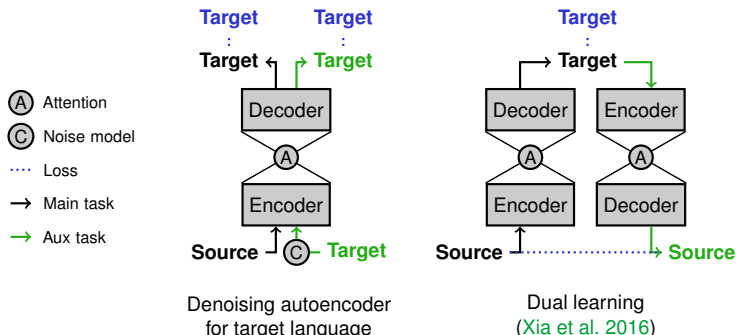 Target Target Target
Target Target Target
Decoder Decoder Encoder
A Attention
C Noise model
A A A
Loss
Main task
Encoder Encoder Decoder
Aux task
Source C Target Source Source
Denoising autoencoder
for target language
Dual learning
(Xia et al. 2016)